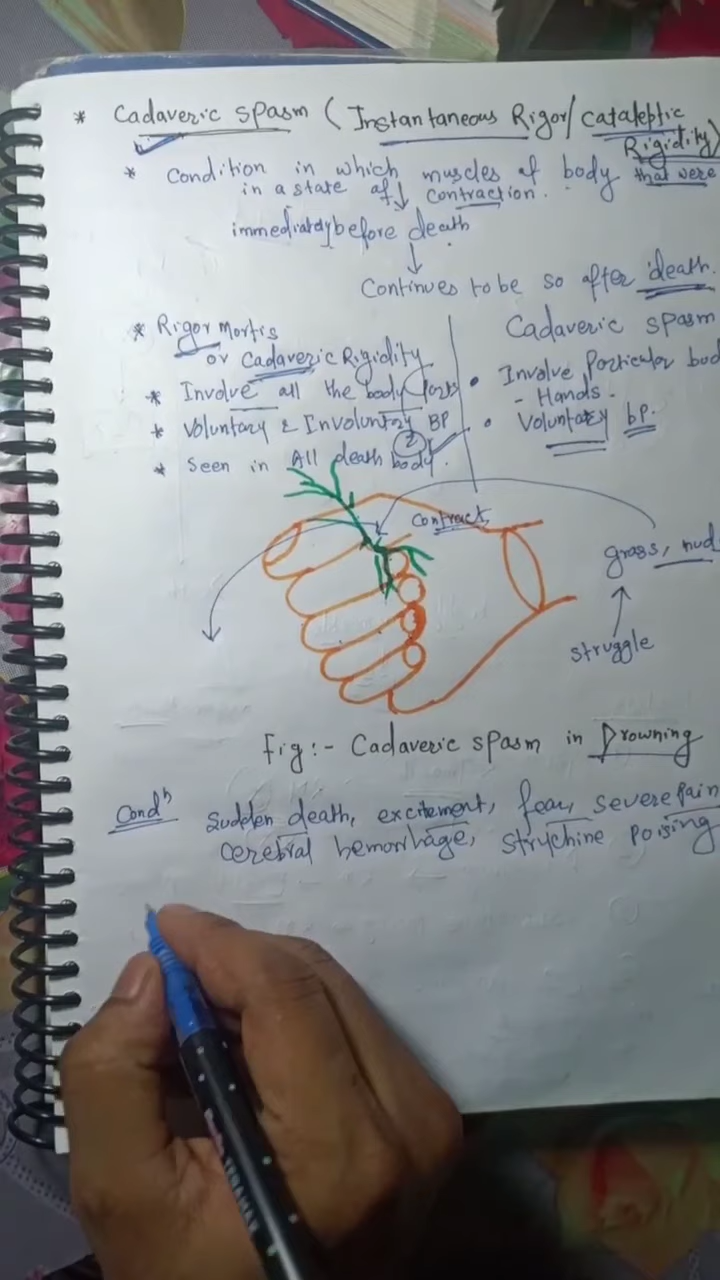 * Cadaveric spasm (Instantaneous Rigor/Cataleptic
Rigidity)
* Condition in which muscles of body that were
in a state of contraction.
immediately before death
Continues to be so after death.
* Rigor mortis
or Cadaveric Rigidity
* Involve all the body parts
* Voluntary & Involuntary BP
* Seen in All death body.
2
Cadaveric spasm
• Involve Particular bod
- Hands -
• Voluntary bp.
Contract
grass, mud
struggle
Fig:- Cadaveric spasm in Drowning
Condⁿ Sudden death, excitement, fear, severe pain
cerebral hemorrhage, strychine poising